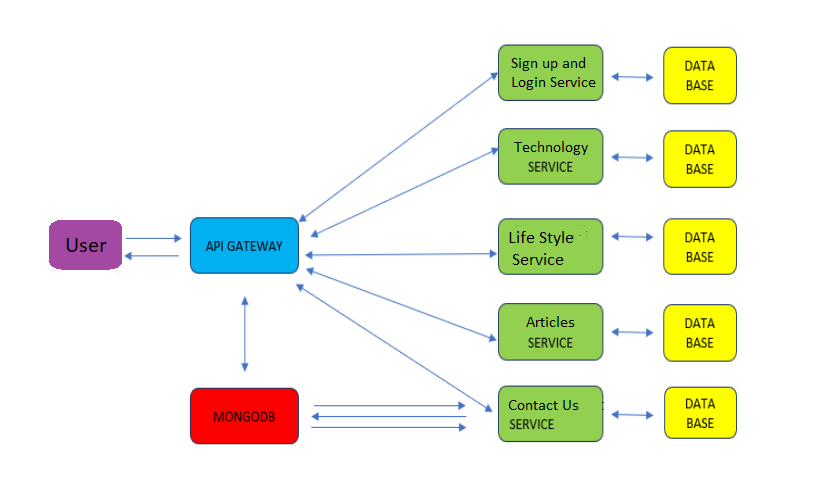 Sign up and
Login Service
DATA
BASE
Technology
SERVICE
DATA
BASE
User
API GATEWAY
Life Style
Service
DATA
BASE
Articles
SERVICE
DATA
BASE
MONGODB
Contact Us
SERVICE
DATA
BASE